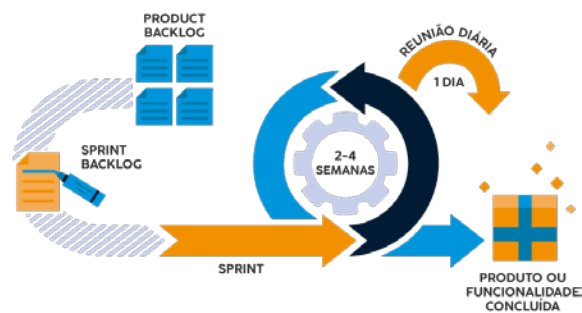 PRODUCT
BACKLOG
SPRINT
BACKLOG
SPRINT
2-4
SEMANAS
REUNIÃO DIÁRIA
1 DIA
PRODUTO OU
FUNCIONALIDADE
CONCLUÍDA